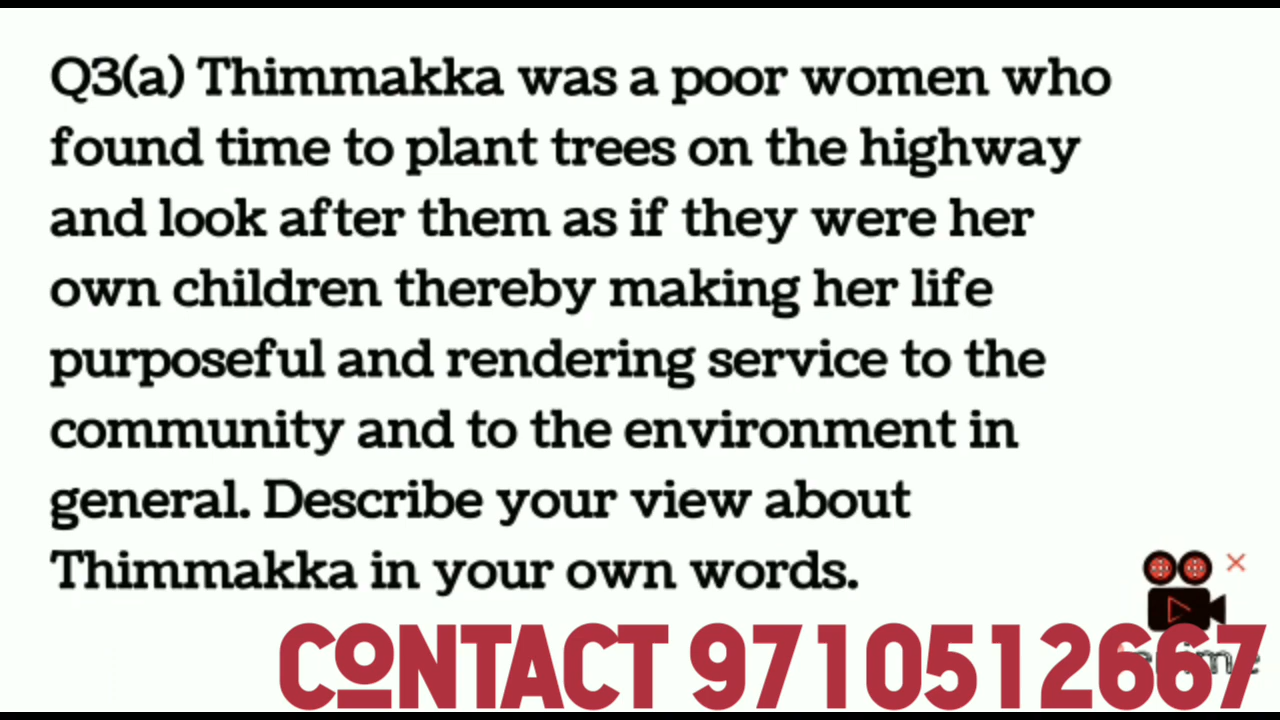 Q3(a) Thimmakka was a poor women who
found time to plant trees on the highway
and look after them as if they were her
own children thereby making her life
purposeful and rendering service to the
community and to the environment in
general. Describe your view about
Thimmakka in your own words.
CONTACT 9710512667